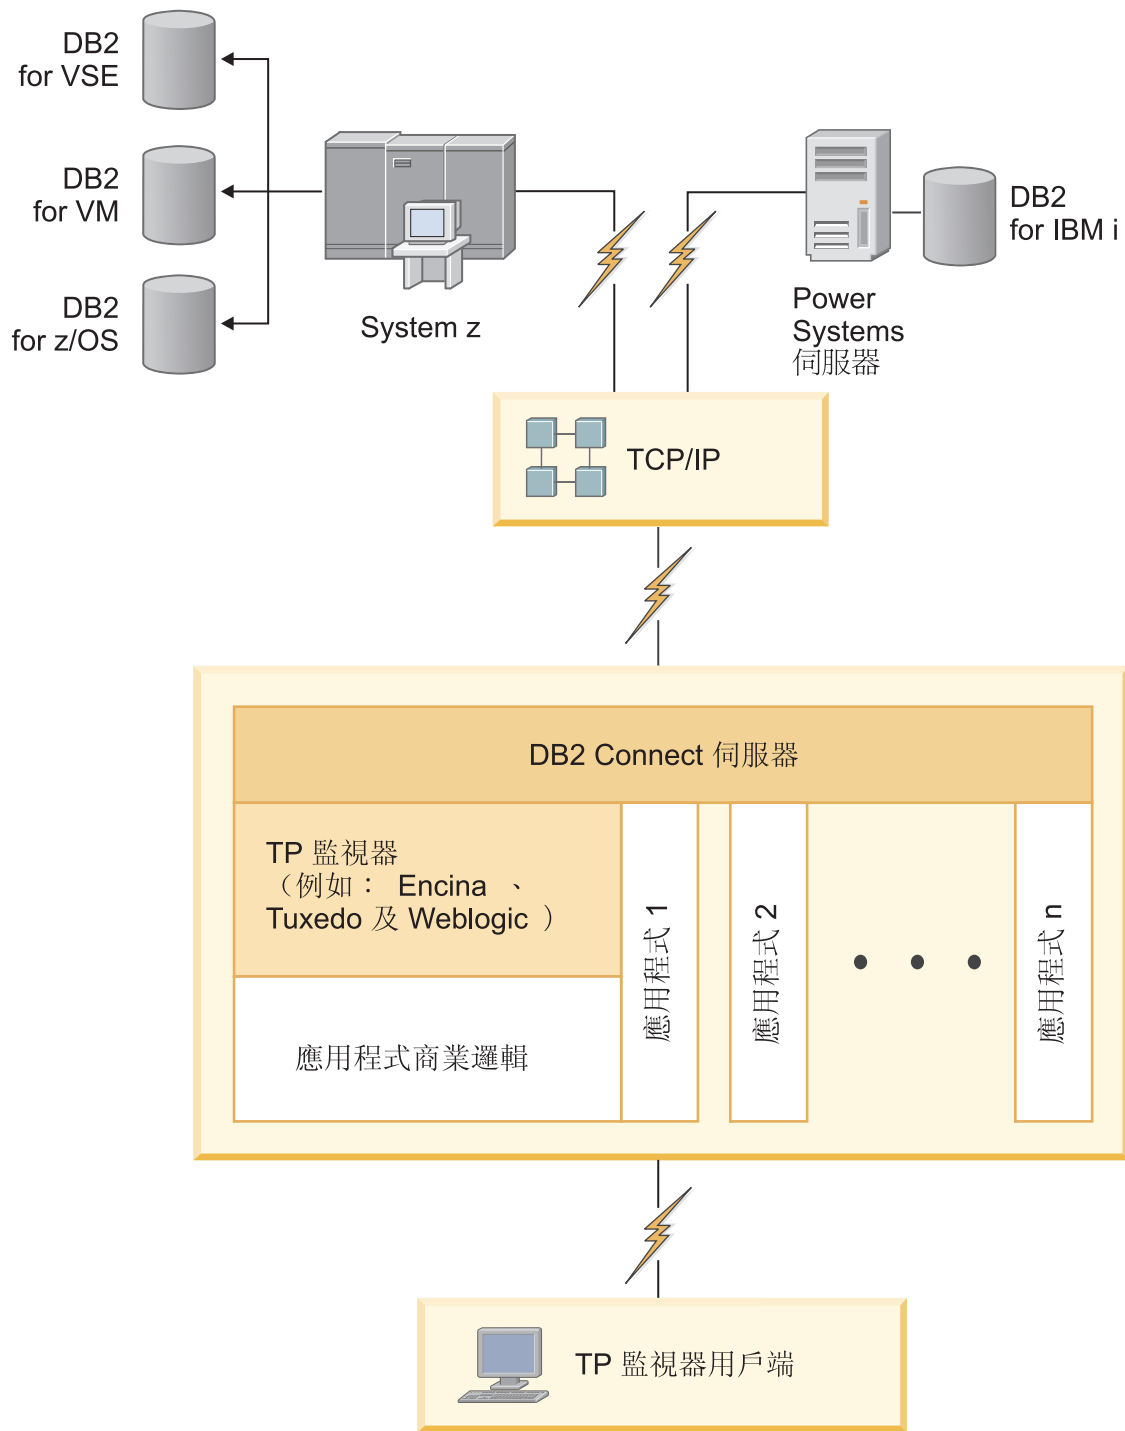 DB2
for VSE
DB2
for VM
DB2
for z/OS
System z
Power
Systems
伺服器
DB2
for IBM i
TCP/IP
DB2 Connect 伺服器
TP 監視器
（例如： Encina 、
Tuxedo 及 Weblogic ）
應用程式商業邏輯
應用程式 1
應用程式 2
應用程式 n
TP 監視器用戶端